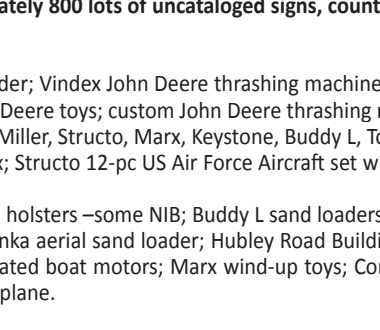 ately 800 lots of uncataloged signs, count
der; Vindex John Deere thrashing machine
Deere toys; custom John Deere thrashing
Miller, Structo, Marx, Keystone, Buddy L, To
x; Structo 12-pc US Air Force Aircraft set w
holsters –some NIB; Buddy L sand loaders
nka aerial sand loader; Hubley Road Buildi
ated boat motors; Marx wind-up toys; Cor
plane.